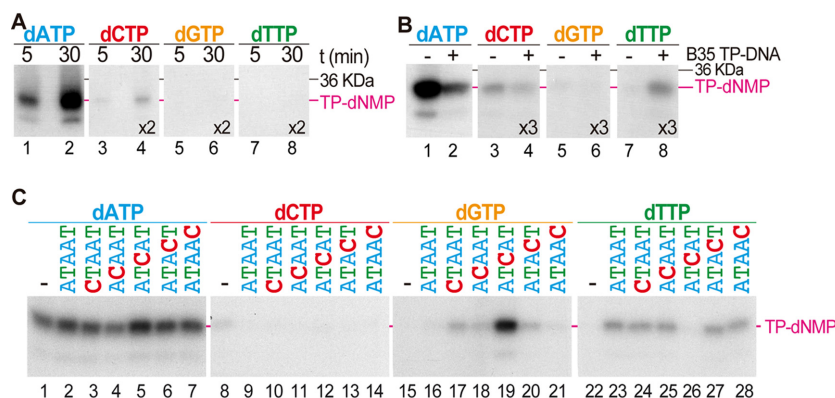 A
dATP dCTP dGTP dTTP
5 30 5 30 5 30 5 30 t (min)
36 KDa
TP-dNMP
x2 x2 x2
1 2 3 4 5 6 7 8
B
dATP dCTP dGTP dTTP
- + - + - + - + B35 TP-DNA
36 KDa
TP-dNMP
x3 x3 x3
1 2 3 4 5 6 7 8
C
dATP dCTP dGTP dTTP
- ATAAT CTAAT ACAAT ATCAT ATACT ATAAC - ATAAT CTAAT ACAAT ATCAT ATACT ATAAC - ATAAT CTAAT ACAAT ATCAT ATACT ATAAC - ATAAT CTAAT ACAAT ATCAT ATACT ATAAC
TP-dNMP
1 2 3 4 5 6 7 8 9 10 11 12 13 14 15 16 17 18 19 20 21 22 23 24 25 26 27 28